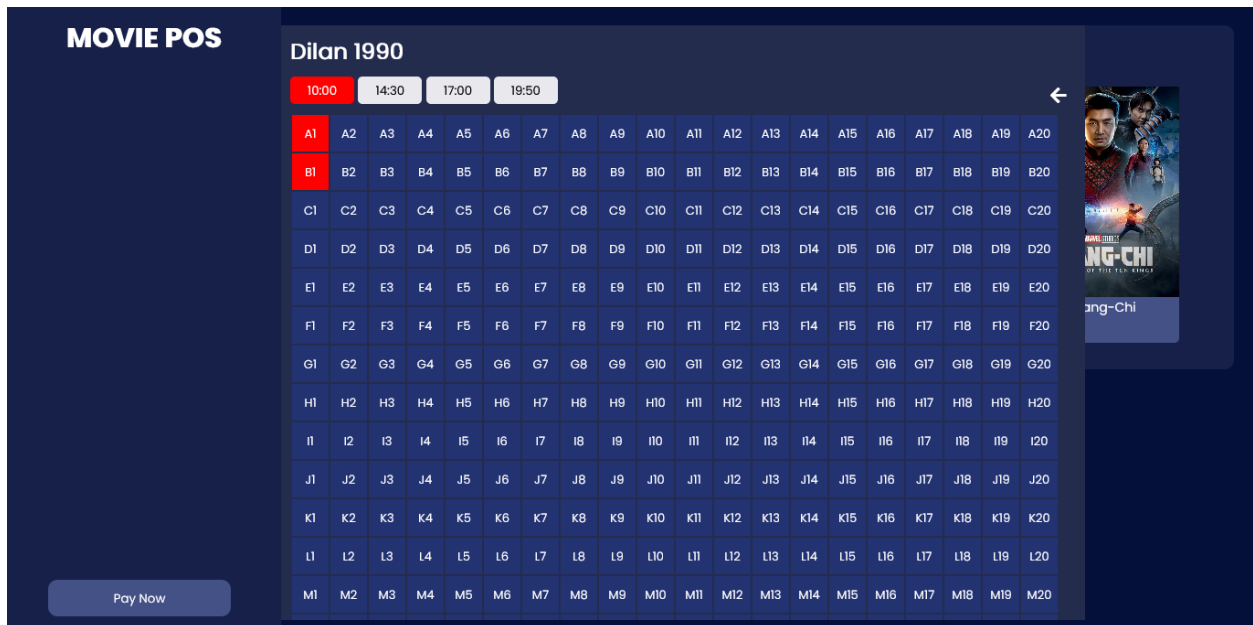 MOVIE POS
Dilan 1990
10:00 14:30 17:00 19:50
A1 A2 A3 A4 A5 A6 A7 A8 A9 A10 A11 A12 A13 A14 A15 A16 A17 A18 A19 A20
B1 B2 B3 B4 B5 B6 B7 B8 B9 B10 B11 B12 B13 B14 B15 B16 B17 B18 B19 B20
C1 C2 C3 C4 C5 C6 C7 C8 C9 C10 C11 C12 C13 C14 C15 C16 C17 C18 C19 C20
D1 D2 D3 D4 D5 D6 D7 D8 D9 D10 D11 D12 D13 D14 D15 D16 D17 D18 D19 D20
E1 E2 E3 E4 E5 E6 E7 E8 E9 E10 E11 E12 E13 E14 E15 E16 E17 E18 E19 E20
F1 F2 F3 F4 F5 F6 F7 F8 F9 F10 F11 F12 F13 F14 F15 F16 F17 F18 F19 F20
G1 G2 G3 G4 G5 G6 G7 G8 G9 G10 G11 G12 G13 G14 G15 G16 G17 G18 G19 G20
H1 H2 H3 H4 H5 H6 H7 H8 H9 H10 H11 H12 H13 H14 H15 H16 H17 H18 H19 H20
I1 I2 I3 I4 I5 I6 I7 I8 I9 I10 I11 I12 I13 I14 I15 I16 I17 I18 I19 I20
J1 J2 J3 J4 J5 J6 J7 J8 J9 J10 J11 J12 J13 J14 J15 J16 J17 J18 J19 J20
K1 K2 K3 K4 K5 K6 K7 K8 K9 K10 K11 K12 K13 K14 K15 K16 K17 K18 K19 K20
L1 L2 L3 L4 L5 L6 L7 L8 L9 L10 L11 L12 L13 L14 L15 L16 L17 L18 L19 L20
M1 M2 M3 M4 M5 M6 M7 M8 M9 M10 M11 M12 M13 M14 M15 M16 M17 M18 M19 M20
NG-CHI
OF THE TEN RINGS
ang-Chi
Pay Now